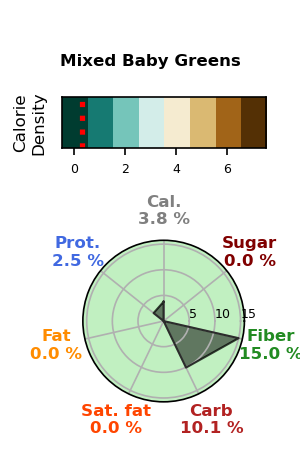 Mixed Baby Greens
Calorie
Density
0 2 4 6
Cal.
3.8 %
Prot.
2.5 %
Sugar
0.0 %
5 10 15
Fat
0.0 %
Fiber
15.0 %
Sat. fat
0.0 %
Carb
10.1 %